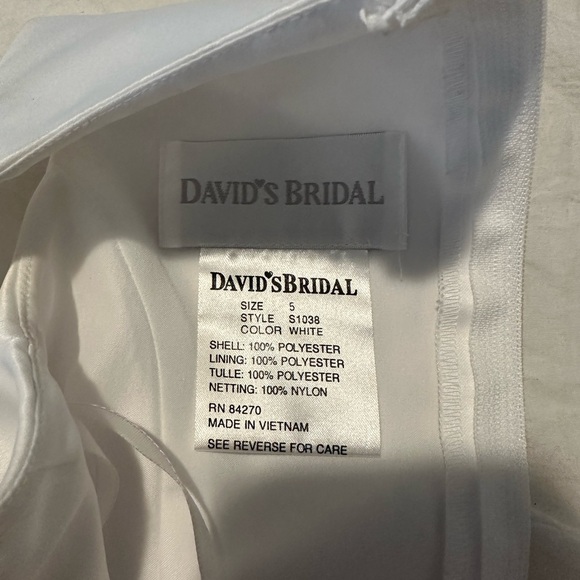 DAVID'S BRIDAL
DAVID'SBRIDAL
SIZE 5
STYLE S1038
COLOR WHITE
SHELL: 100% POLYESTER
LINING: 100% POLYESTER
TULLE: 100% POLYESTER
NETTING: 100% NYLON
RN 84270
MADE IN VIETNAM
SEE REVERSE FOR CARE